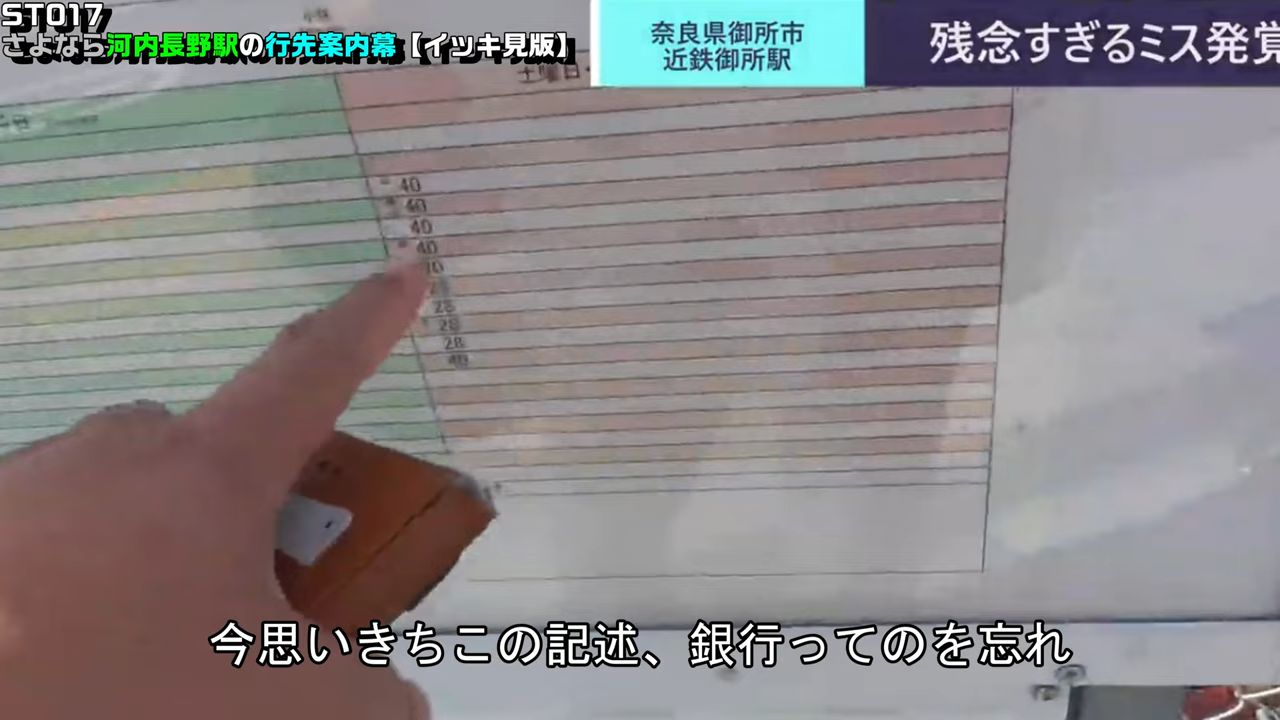 ST017
さよなら河内長野駅の行先案内幕【イッキ見版】
奈良県御所市
近鉄御所駅
残念すぎるミス発覚
土曜日・
40
40
40
40
28
28
28
40
今思いきちこの記述、銀行ってのを忘れ